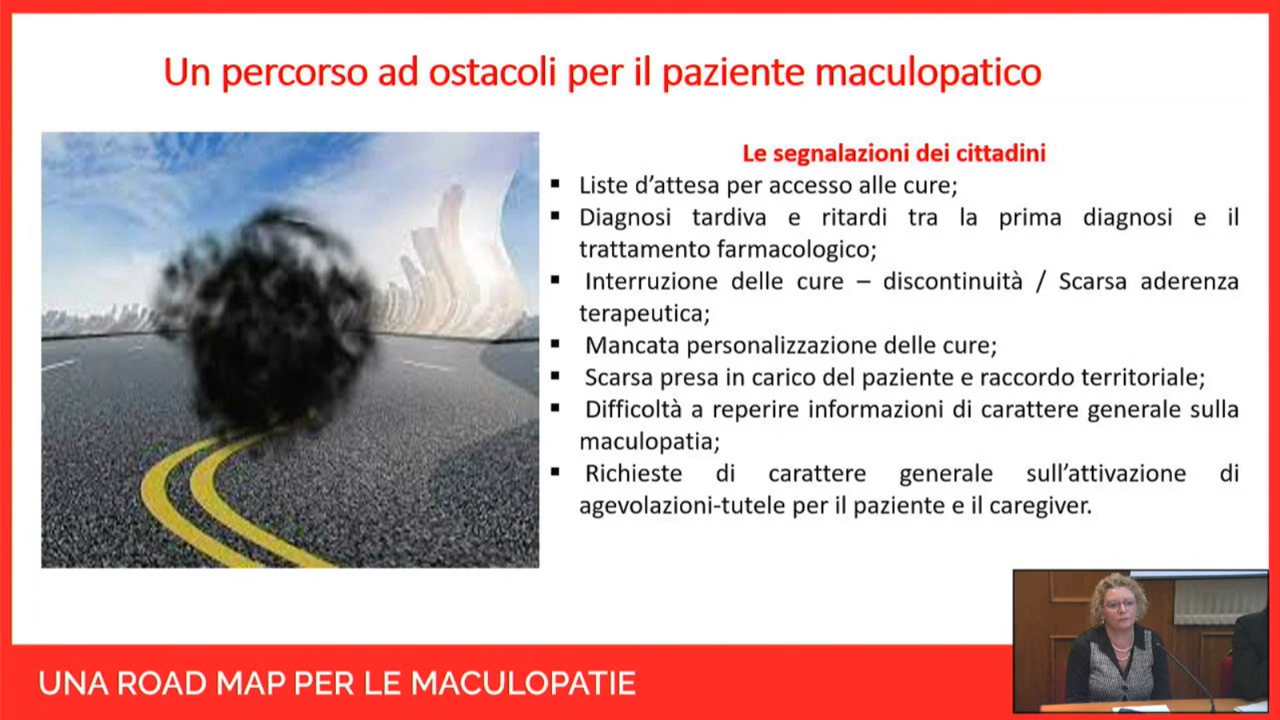 Un percorso ad ostacoli per il paziente maculopatico
Le segnalazioni dei cittadini
▪ Liste d'attesa per accesso alle cure;
▪ Diagnosi tardiva e ritardi tra la prima diagnosi e il
trattamento farmacologico;
▪ Interruzione delle cure – discontinuità / Scarsa aderenza
terapeutica;
▪ Mancata personalizzazione delle cure;
▪ Scarsa presa in carico del paziente e raccordo territoriale;
▪ Difficoltà a reperire informazioni di carattere generale sulla
maculopatia;
▪ Richieste di carattere generale sull'attivazione di
agevolazioni-tutele per il paziente e il caregiver.
UNA ROAD MAP PER LE MACULOPATIE